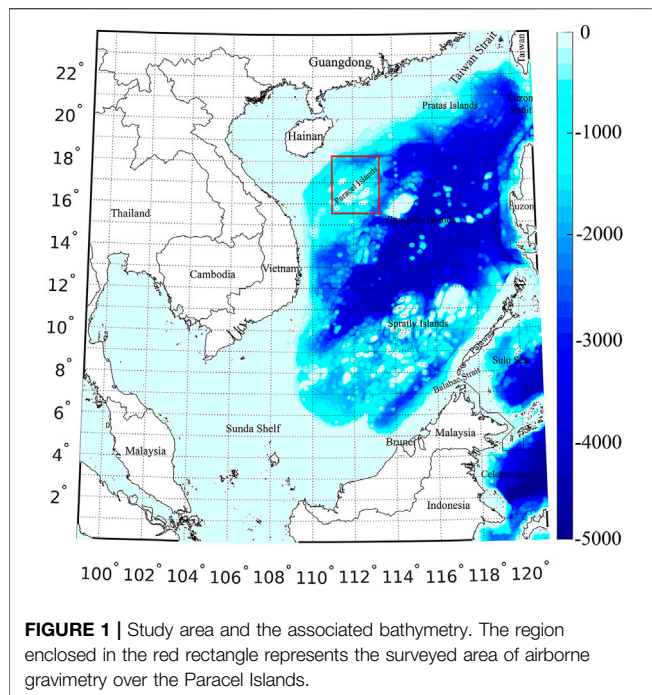 Guangdong
Taiwan Strait
Taiwan
Pratas Islands
Luzon
Strait
Hainan
Paracel Islands
Luzon
Thailand
Cambodia
Vietnam
Spratly Islands
Palawan
Sulu Sea
Balabac Strait
Sunda Shelf
Malaysia
Brunei
Malaysia
Celebes Sea
Indonesia
22°
20°
18°
16°
14°
12°
10°
8°
6°
4°
2°
100° 102° 104° 106° 108° 110° 112° 114° 116° 118° 120°
0
-1000
-2000
-3000
-4000
-5000
FIGURE 1 | Study area and the associated bathymetry. The region
enclosed in the red rectangle represents the surveyed area of airborne
gravimetry over the Paracel Islands.